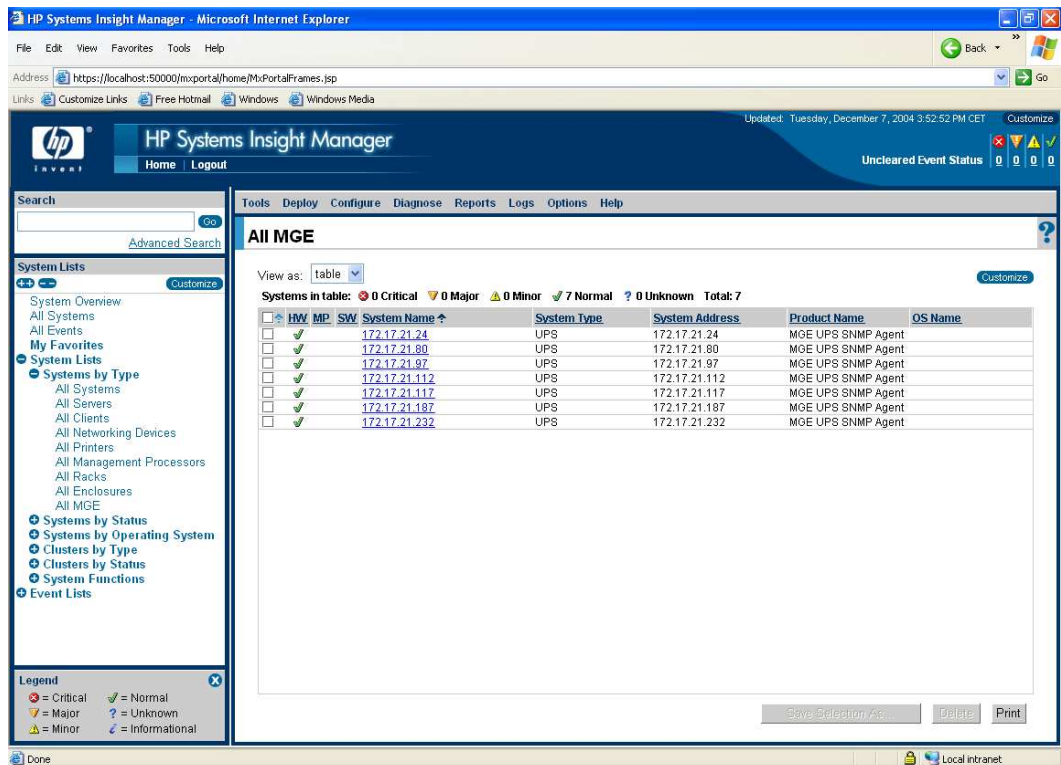 HP Systems Insight Manager - Microsoft Internet Explorer
File Edit View Favorites Tools Help
Back »
Address https://localhost:50000/mxportal/home/MxPortalFrames.jsp Go
Links Customize Links Free Hotmail Windows Windows Media
Updated: Tuesday, December 7, 2004 3:52:52 PM CET Customize
hp
invent
HP Systems Insight Manager
Home | Logout
Uncleared Event Status 0 0 0 0
Search
Go
Advanced Search
System Lists
Customize
System Overview
All Systems
All Events
My Favorites
System Lists
Systems by Type
All Systems
All Servers
All Clients
All Networking Devices
All Printers
All Management Processors
All Racks
All Enclosures
All MGE
Systems by Status
Systems by Operating System
Clusters by Type
Clusters by Status
System Functions
Event Lists
Legend
= Critical = Normal
= Major ? = Unknown
= Minor i = Informational
Tools Deploy Configure Diagnose Reports Logs Options Help
All MGE ?
View as: table Customize
Systems in table: 0 Critical 0 Major 0 Minor 7 Normal ? 0 Unknown Total: 7
HW MP SW System Name System Type System Address Product Name OS Name
172.17.21.24 UPS 172.17.21.24 MGE UPS SNMP Agent
172.17.21.80 UPS 172.17.21.80 MGE UPS SNMP Agent
172.17.21.97 UPS 172.17.21.97 MGE UPS SNMP Agent
172.17.21.112 UPS 172.17.21.112 MGE UPS SNMP Agent
172.17.21.117 UPS 172.17.21.117 MGE UPS SNMP Agent
172.17.21.187 UPS 172.17.21.187 MGE UPS SNMP Agent
172.17.21.232 UPS 172.17.21.232 MGE UPS SNMP Agent
Save Selection As... Delete Print
Done Local intranet